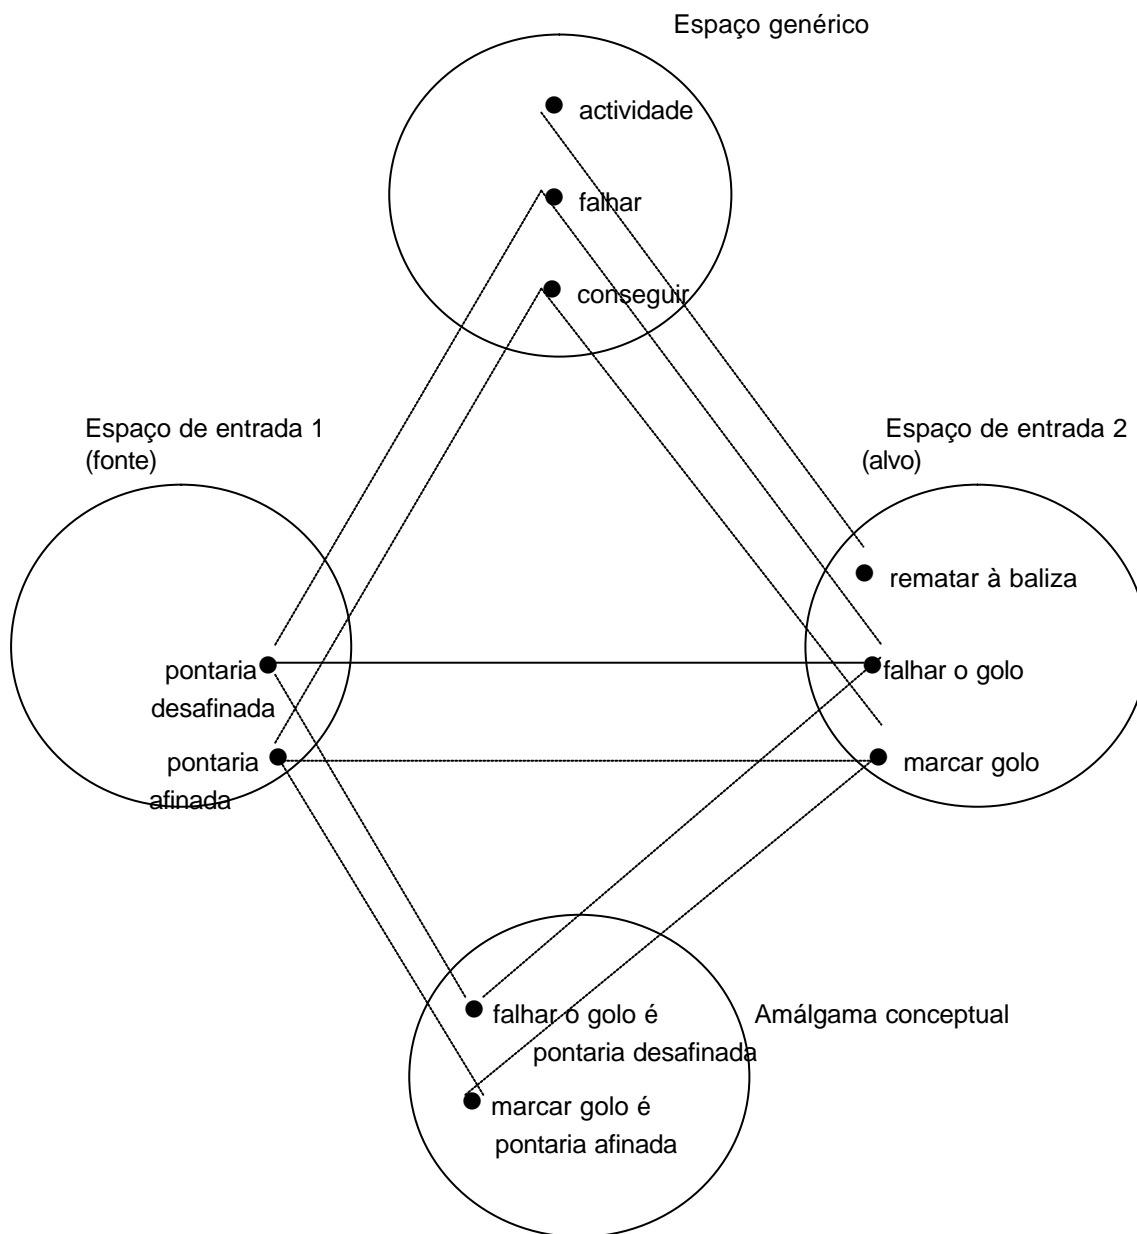 Espaço genérico
actividade
falhar
conseguir
Espaço de entrada 1
(fonte)
Espaço de entrada 2
(alvo)
rematar à baliza
pontaria
desafinada
falhar o golo
pontaria
afinada
marcar golo
falhar o golo é
pontaria desafinada
Amálgama conceptual
marcar golo é
pontaria afinada